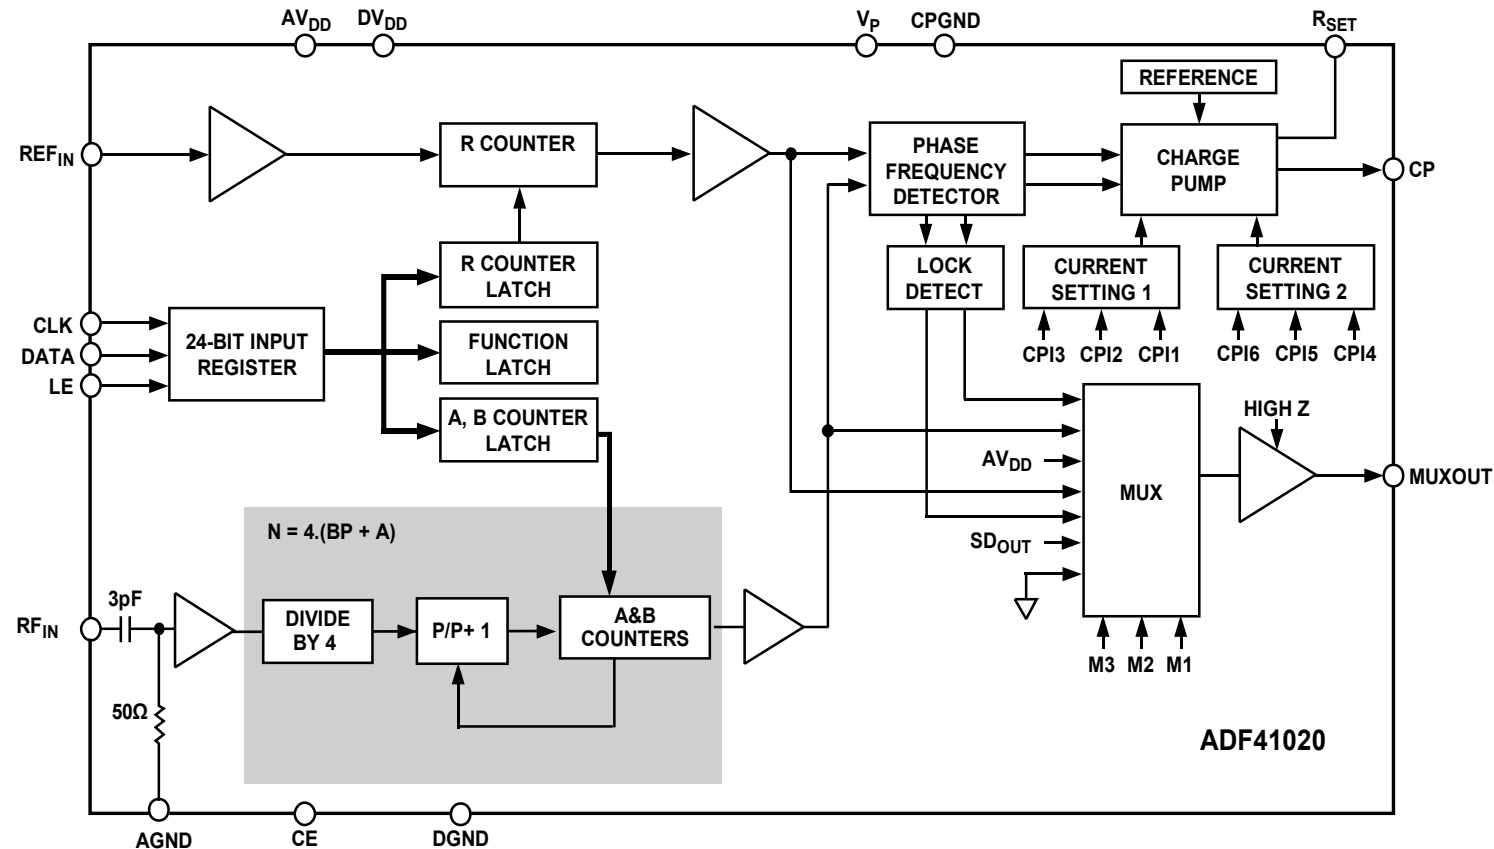 AVDD DVDD VP CPGND RSET
REFERENCE
REFIN
R COUNTER
PHASE
FREQUENCY
DETECTOR
CHARGE
PUMP
CP
R COUNTER
LATCH
LOCK
DETECT
CURRENT
SETTING 1
CURRENT
SETTING 2
CLK
DATA
LE
24-BIT INPUT
REGISTER
FUNCTION
LATCH
CPI3 CPI2 CPI1
CPI6 CPI5 CPI4
A, B COUNTER
LATCH
HIGH Z
AVDD
MUX
MUXOUT
SDOUT
N = 4.(BP + A)
3pF
RFIN
DIVIDE
BY 4
P/P+ 1
A&B
COUNTERS
M3 M2 M1
50Ω
ADF41020
AGND
CE
DGND